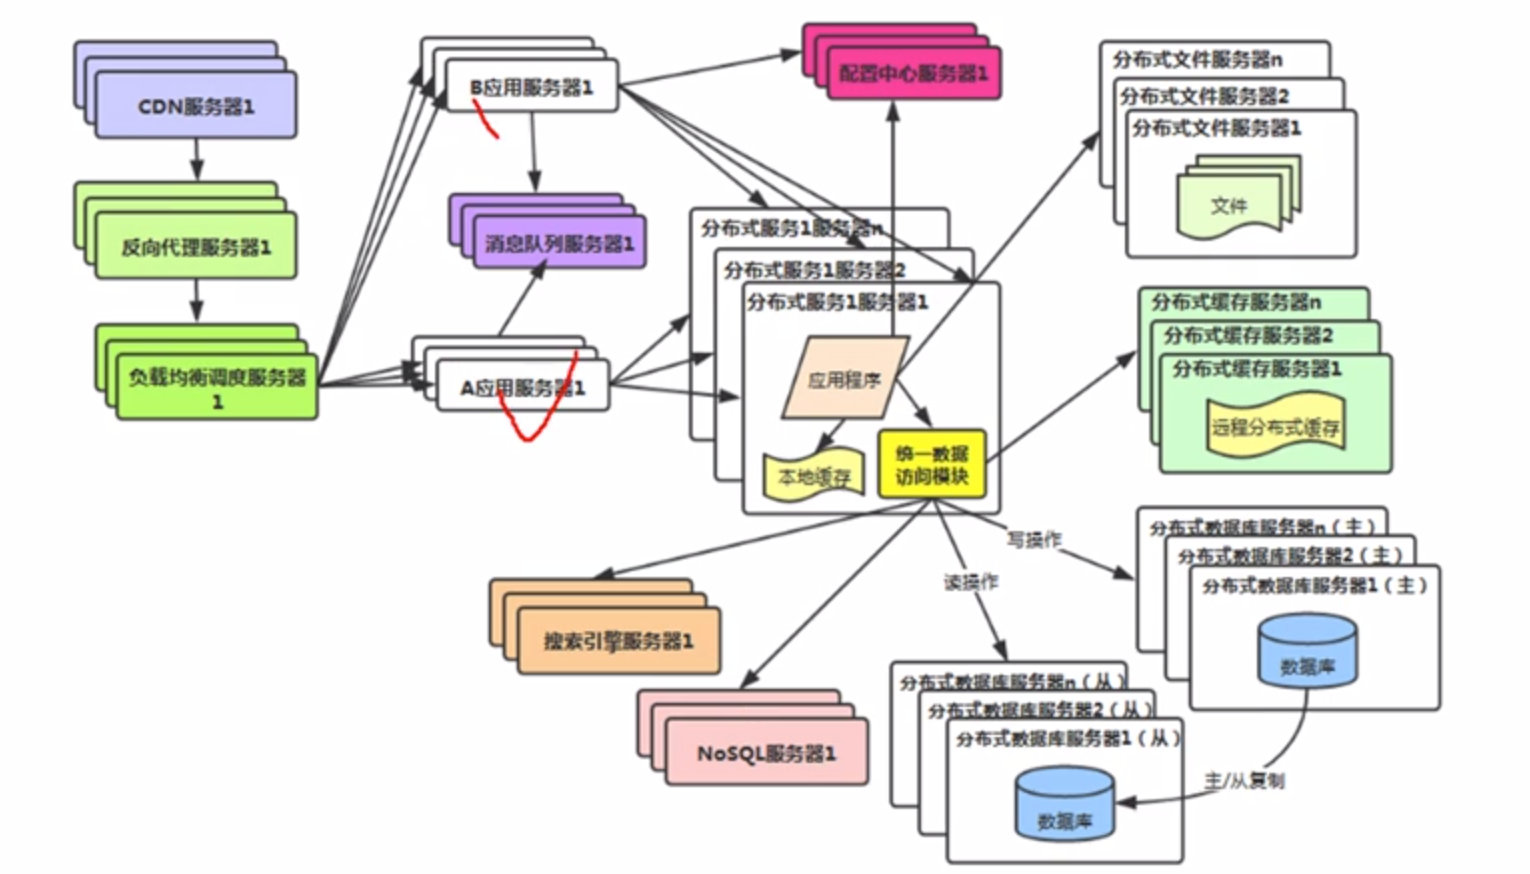 CDN服务器1
反向代理服务器1
负载均衡调度服务器
1
B应用服务器1
消息队列服务器1
A应用服务器1
配置中心服务器1
分布式服务1服务器n
分布式服务1服务器2
分布式服务1服务器1
应用程序
本地缓存
统一数据
访问模块
分布式文件服务器n
分布式文件服务器2
分布式文件服务器1
文件
分布式缓存服务器n
分布式缓存服务器2
分布式缓存服务器1
远程分布式缓存
写操作
读操作
分布式数据库服务器n（主）
分布式数据库服务器2（主）
分布式数据库服务器1（主）
数据库
搜索引擎服务器1
NoSQL服务器1
分布式数据库服务器n（从）
分布式数据库服务器2（从）
分布式数据库服务器1（从）
数据库
主/从复制